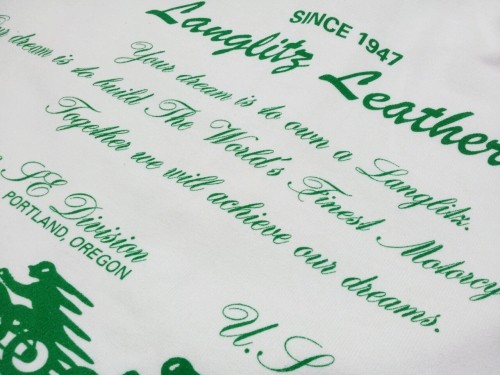 Langlitz Leather
SINCE 1947
Your dream is to own a Langlitz.
dream is to build The World's Finest Motorcy
Together we will achieve our dreams.
SE Division
PORTLAND, OREGON
U.S